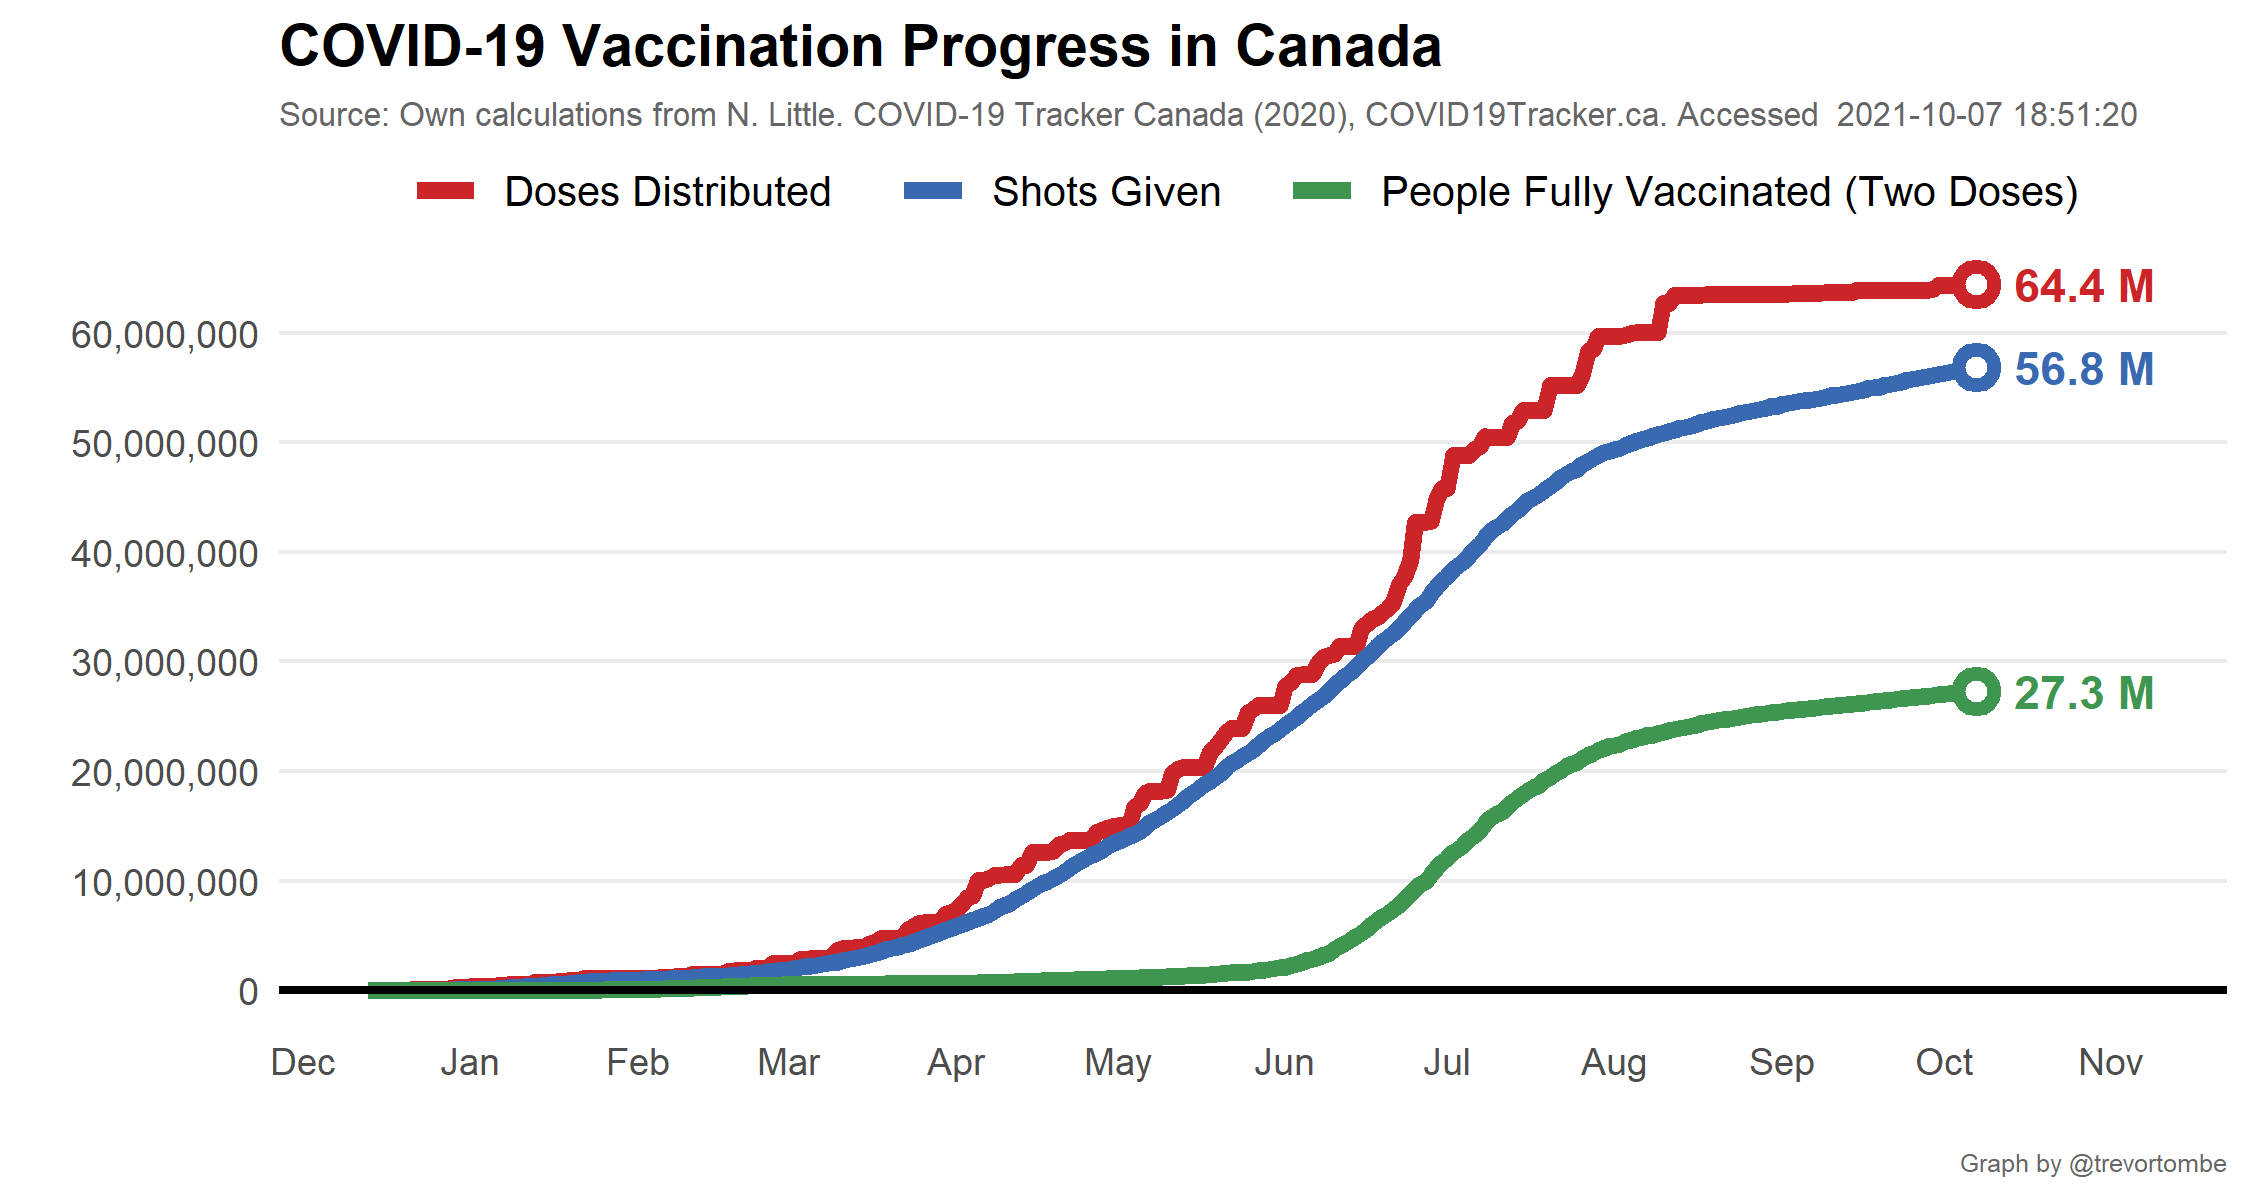 COVID-19 Vaccination Progress in Canada
Source: Own calculations from N. Little. COVID-19 Tracker Canada (2020), COVID19Tracker.ca. Accessed  2021-10-07 18:51:20
Doses Distributed Shots Given People Fully Vaccinated (Two Doses)
64.4 M
60,000,000
56.8 M
50,000,000
40,000,000
30,000,000
27.3 M
20,000,000
10,000,000
0
Dec Jan Feb Mar Apr May Jun Jul Aug Sep Oct Nov
Graph by @trevortombe